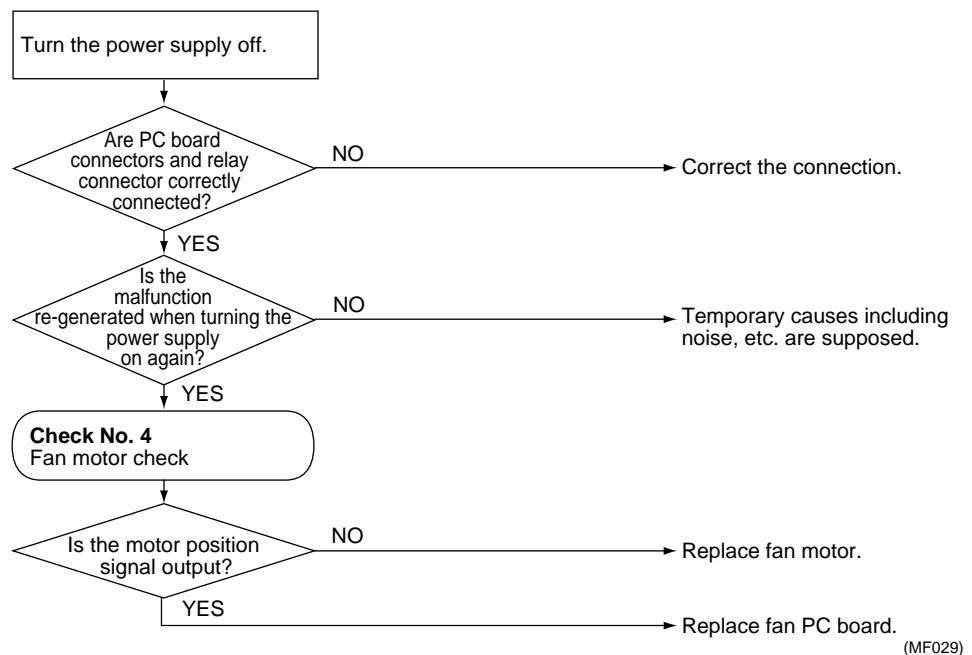 Turn the power supply off.
Are PC board
connectors and relay
connector correctly
connected?
NO
Correct the connection.
YES
Is the
malfunction
re-generated when turning the
power supply
on again?
NO
Temporary causes including
noise, etc. are supposed.
YES
Check No. 4
Fan motor check
Is the motor position
signal output?
NO
Replace fan motor.
YES
Replace fan PC board.
(MF029)